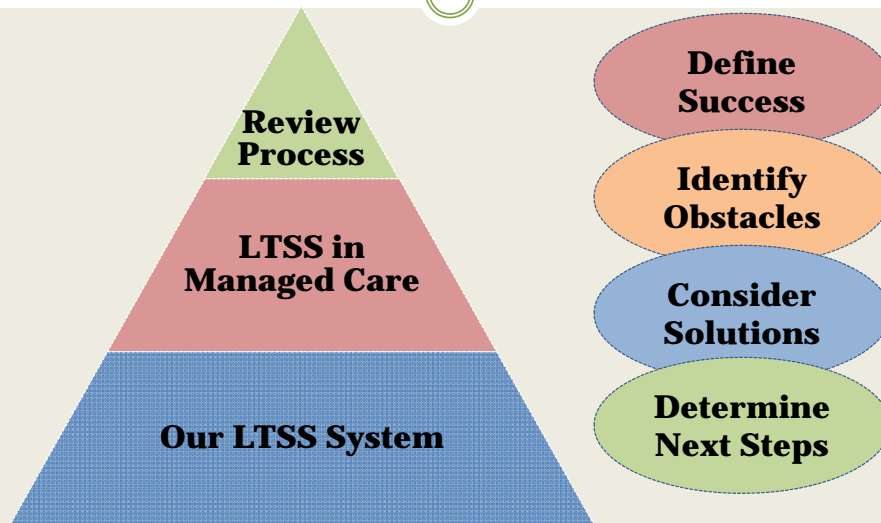 Review
Process
LTSS in
Managed Care
Our LTSS System
Define
Success
Identify
Obstacles
Consider
Solutions
Determine
Next Steps